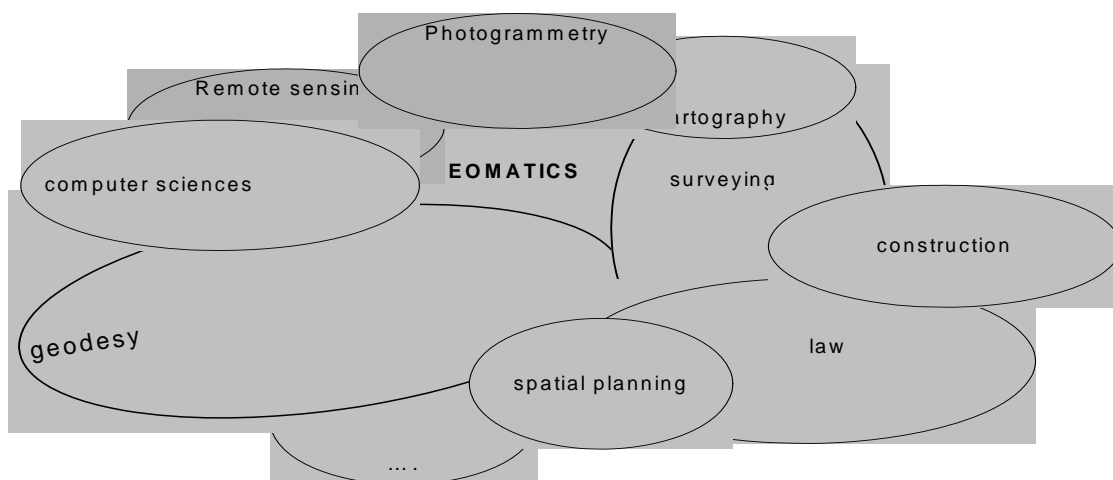 Photogrammetry
Remote sensin
artography
EOMATICS
surveying
computer sciences
construction
geodesy
law
spatial planning
....